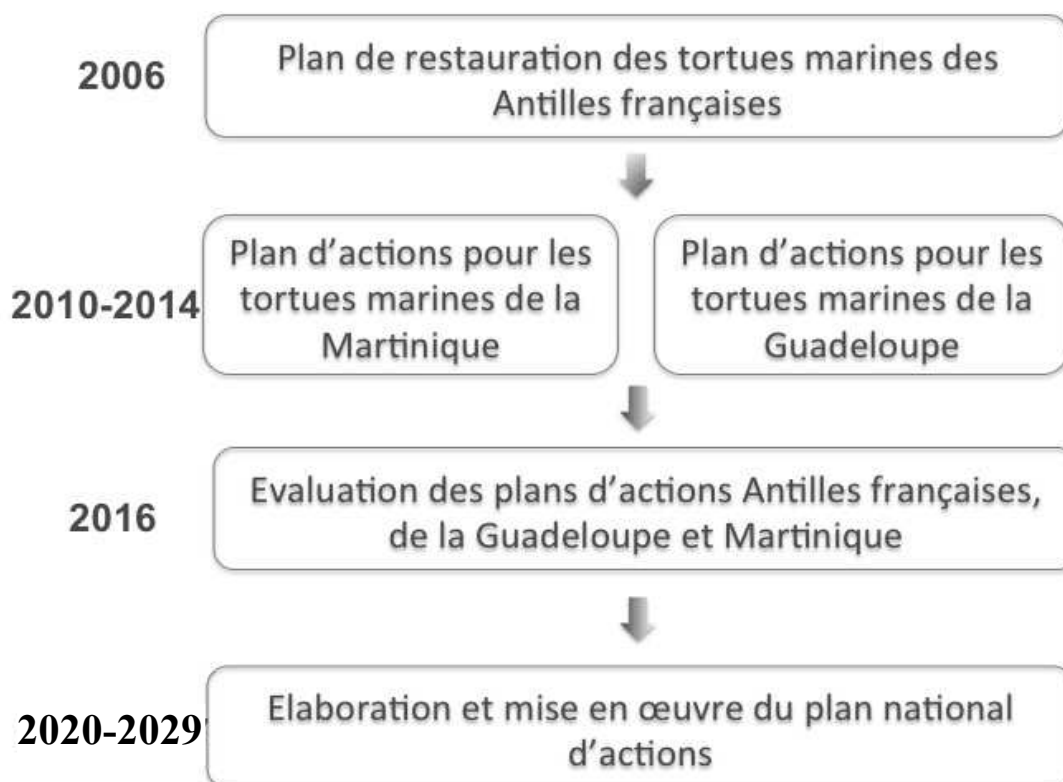 2006
Plan de restauration des tortues marines des
Antilles françaises
2010-2014
Plan d'actions pour les
tortues marines de la
Martinique
Plan d'actions pour les
tortues marines de la
Guadeloupe
2016
Evaluation des plans d'actions Antilles françaises,
de la Guadeloupe et Martinique
2020-2029
Elaboration et mise en œuvre du plan national
d'actions